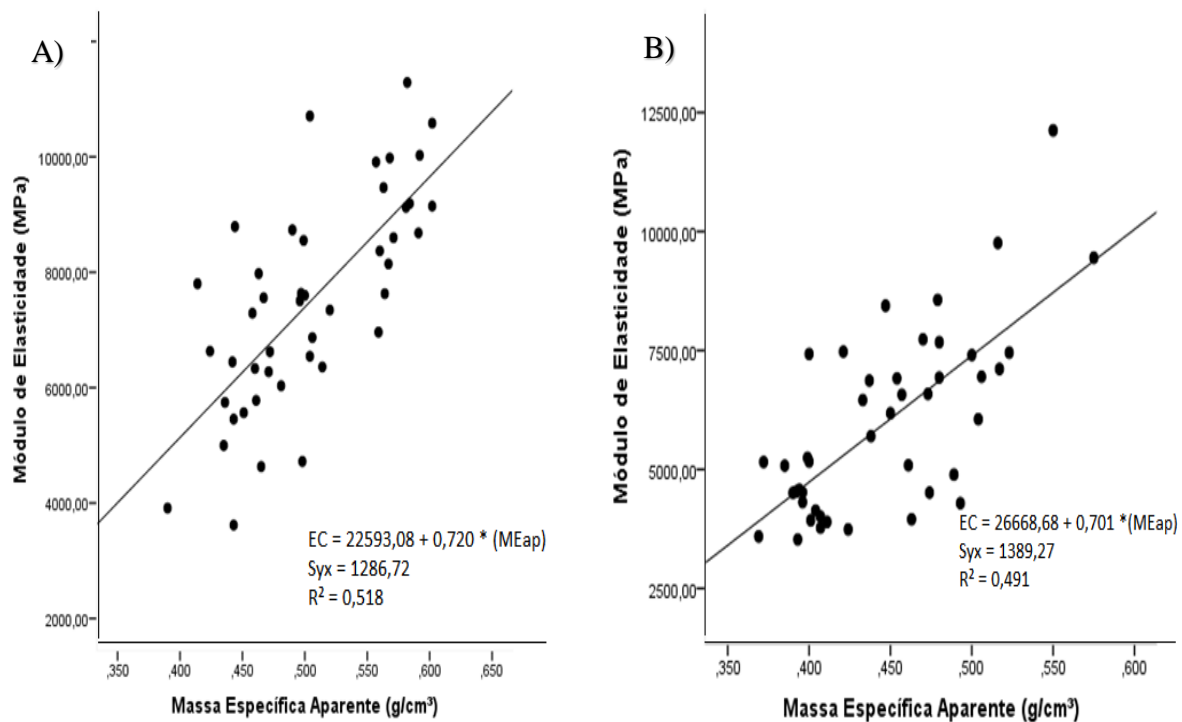 A)
Módulo de Elasticidade (MPa)
10000,00
8000,00
6000,00
4000,00
2000,00
EC = 22593,08 + 0,720 * (MEap)
Syx = 1286,72
R² = 0,518
,350 ,400 ,450 ,500 ,550 ,600 ,650
Massa Específica Aparente (g/cm³)
B)
Módulo de Elasticidade (MPa)
12500,00
10000,00
7500,00
5000,00
2500,00
EC = 26668,68 + 0,701 *(MEap)
Syx = 1389,27
R² = 0,491
,350 ,400 ,450 ,500 ,550 ,600
Massa Específica Aparente (g/cm³)